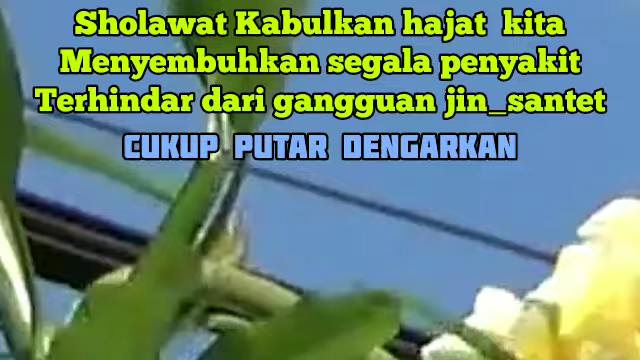 Sholawat Kabulkan hajat kita
Menyembuhkan segala penyakit
Terhindar dari gangguan jin_santet
CUKUP PUTAR DENGARKAN